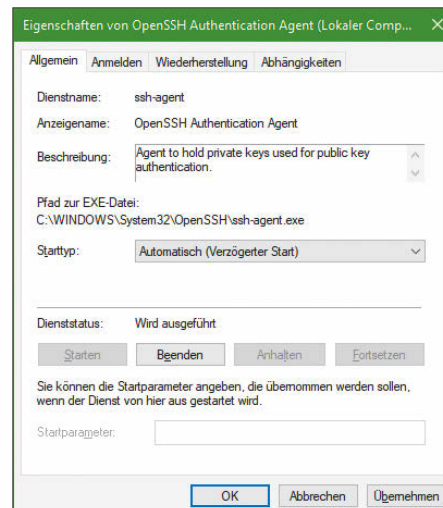 Eigenschaften von OpenSSH Authentication Agent (Lokaler Comp...
Allgemein Anmelden Wiederherstellung Abhängigkeiten
Dienstname: ssh-agent
Anzeigename: OpenSSH Authentication Agent
Beschreibung: Agent to hold private keys used for public key
authentication.
Pfad zur EXE-Datei:
C:\WINDOWS\System32\OpenSSH\ssh-agent.exe
Starttyp: Automatisch (Verzögerter Start)
Dienststatus: Wird ausgeführt
Starten Beenden Anhalten Fortsetzen
Sie können die Startparameter angeben, die übernommen werden sollen,
wenn der Dienst von hier aus gestartet wird.
Startparameter:
OK Abbrechen Übernehmen